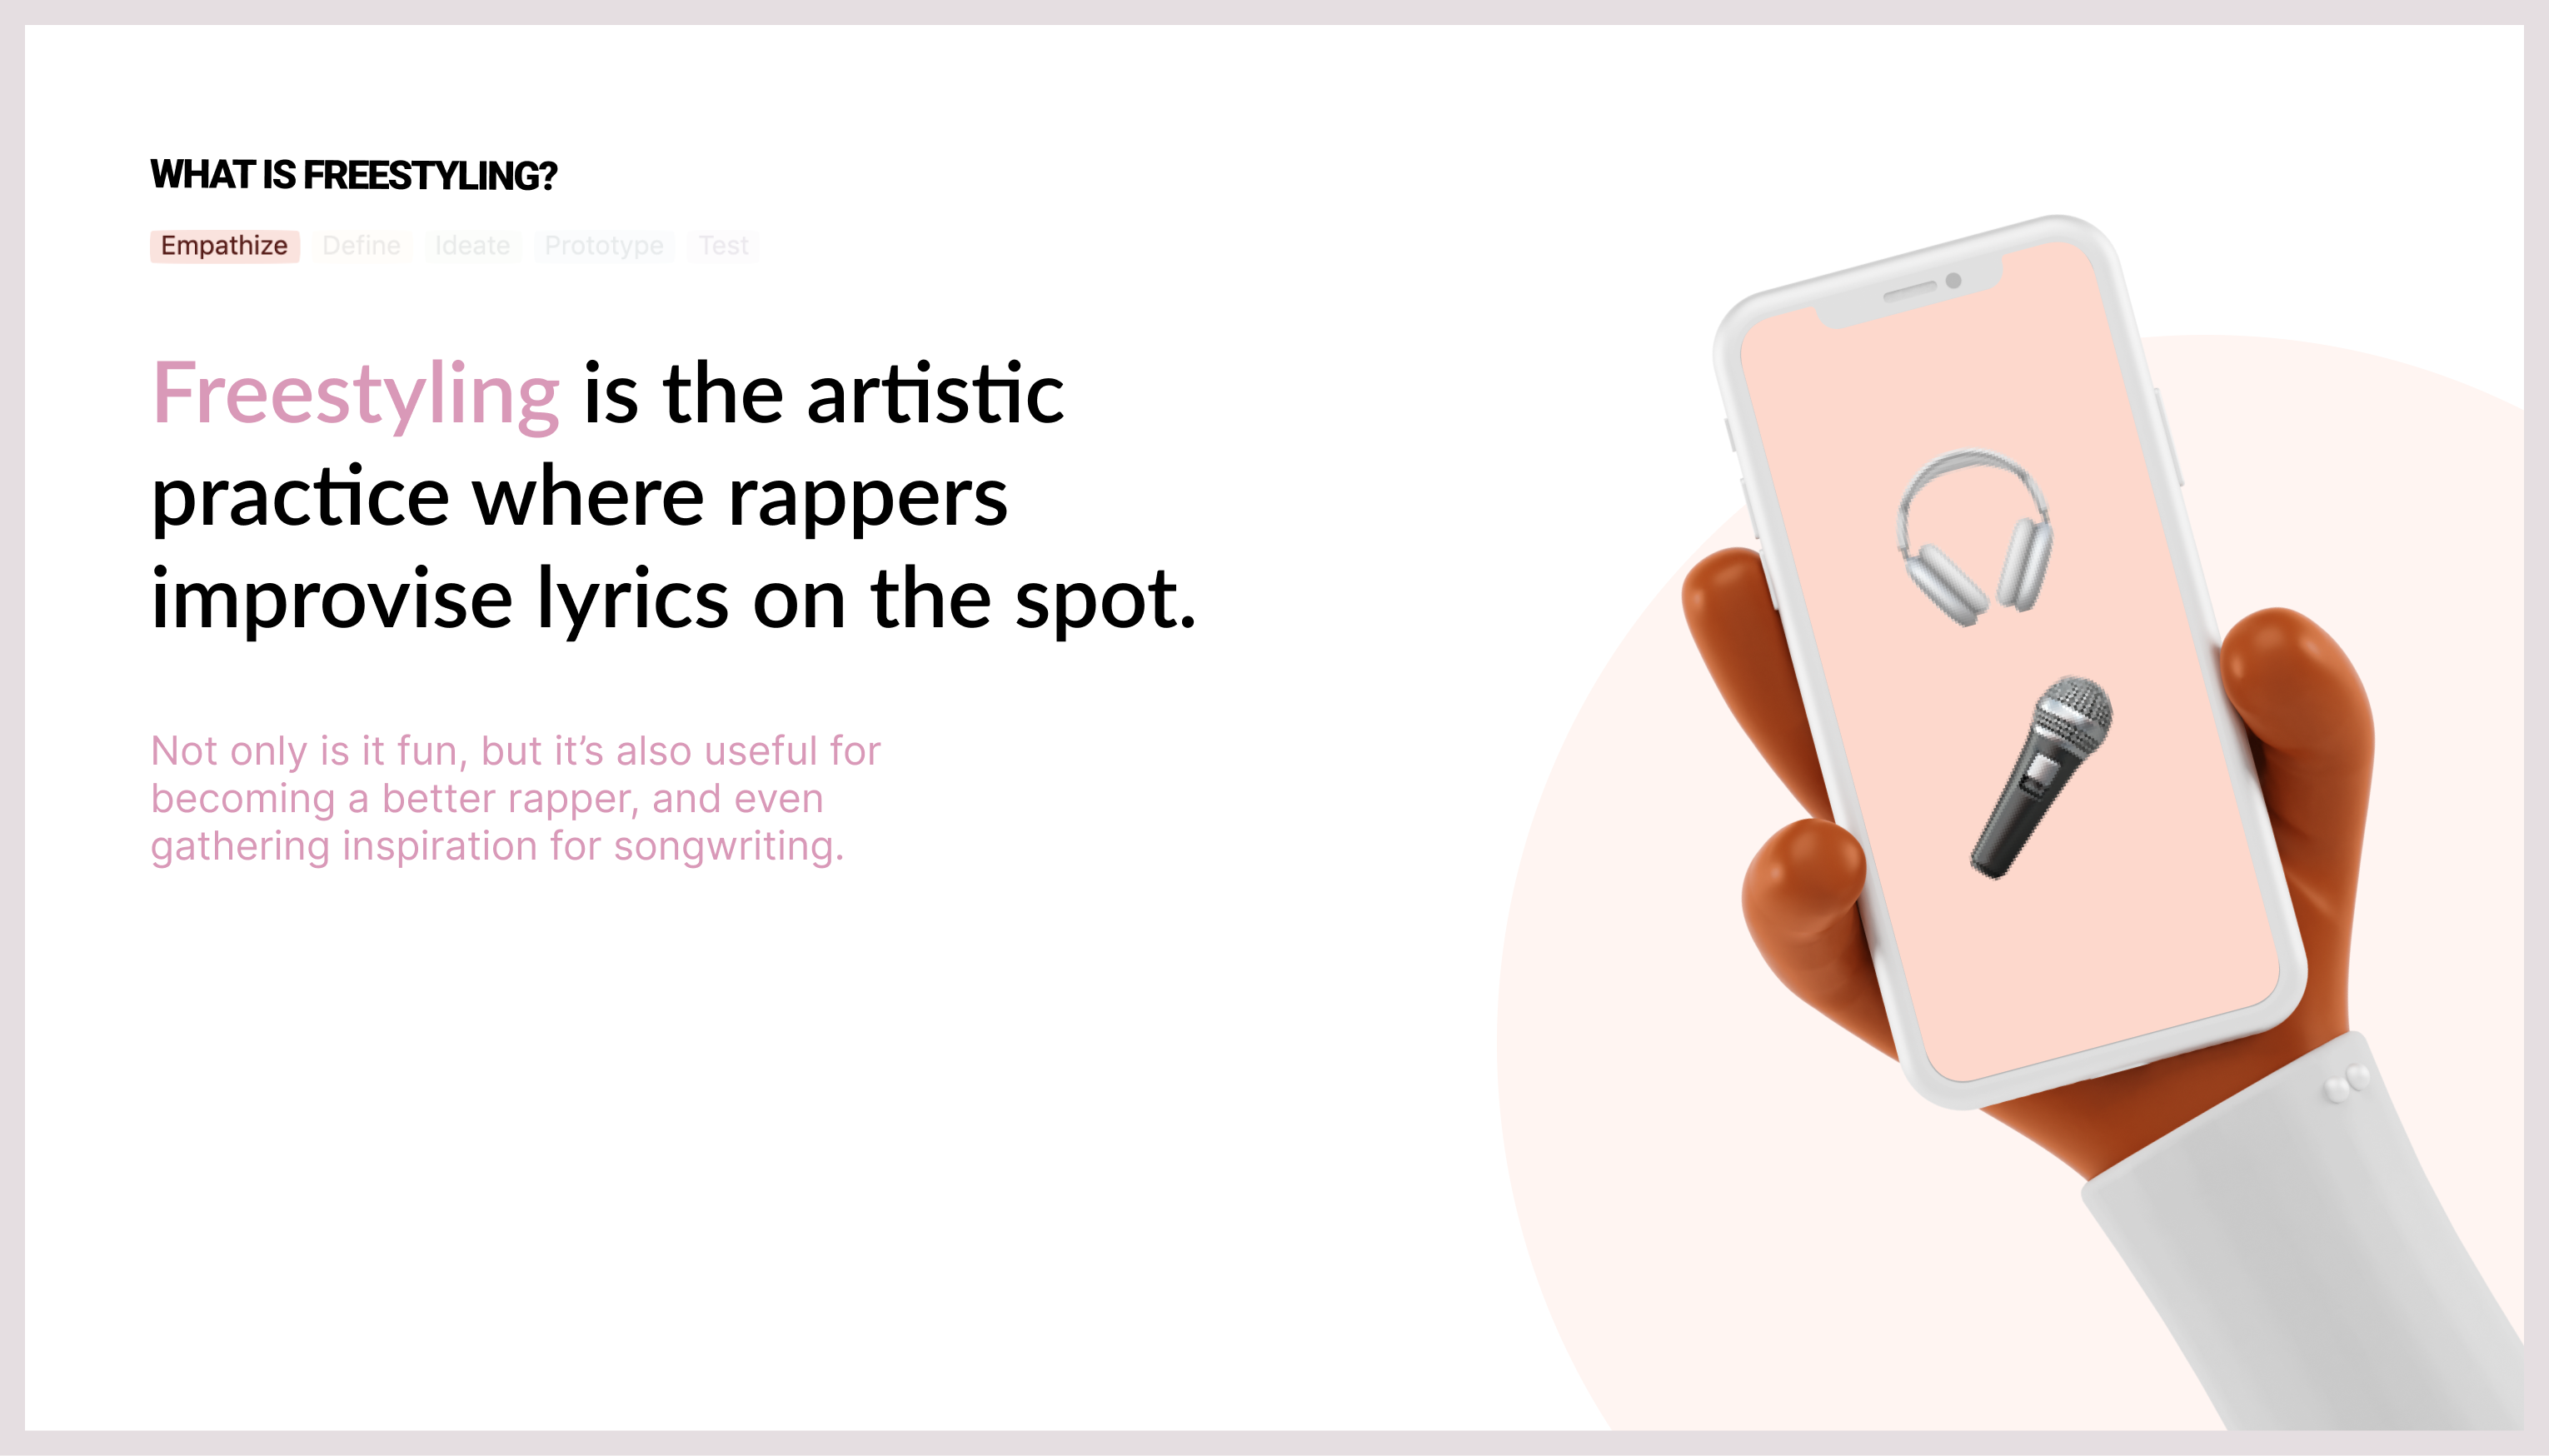 WHAT IS FREESTYLING?
Empathize Define Ideate Prototype Test
Freestyling is the artistic
practice where rappers
improvise lyrics on the spot.
Not only is it fun, but it’s also useful for
becoming a better rapper, and even
gathering inspiration for songwriting.